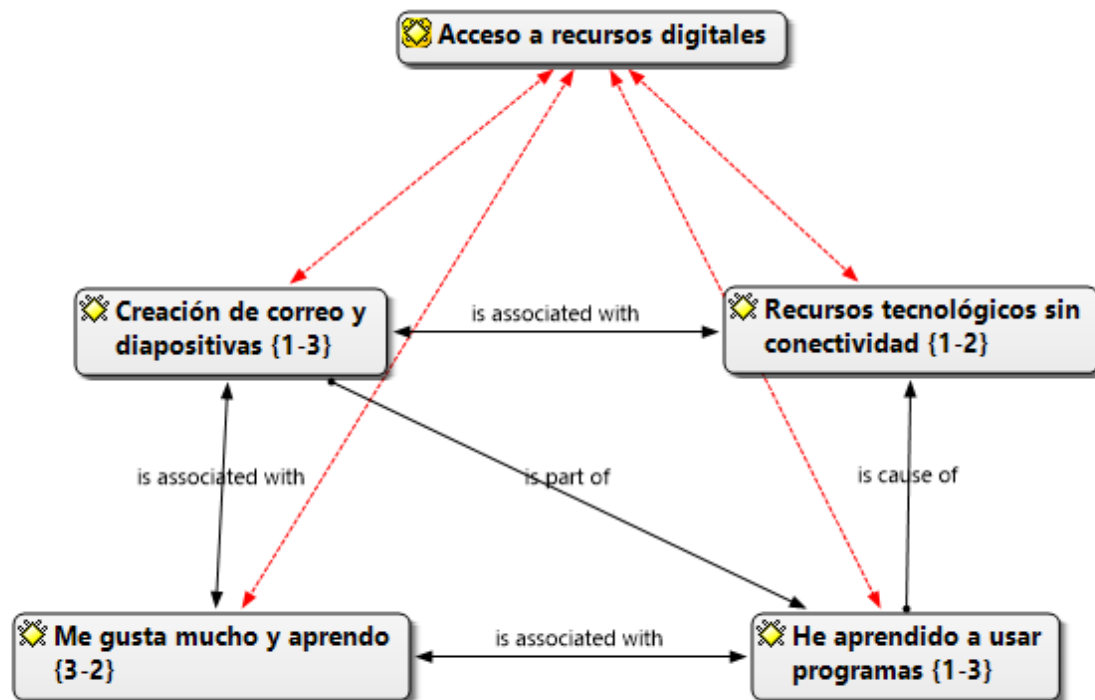 Acceso a recursos digitales
Creación de correo y
diapositivas {1-3}
is associated with
Recursos tecnológicos sin
conectividad {1-2}
is associated with
is part of
is cause of
Me gusta mucho y aprendo
{3-2}
is associated with
He aprendido a usar
programas {1-3}